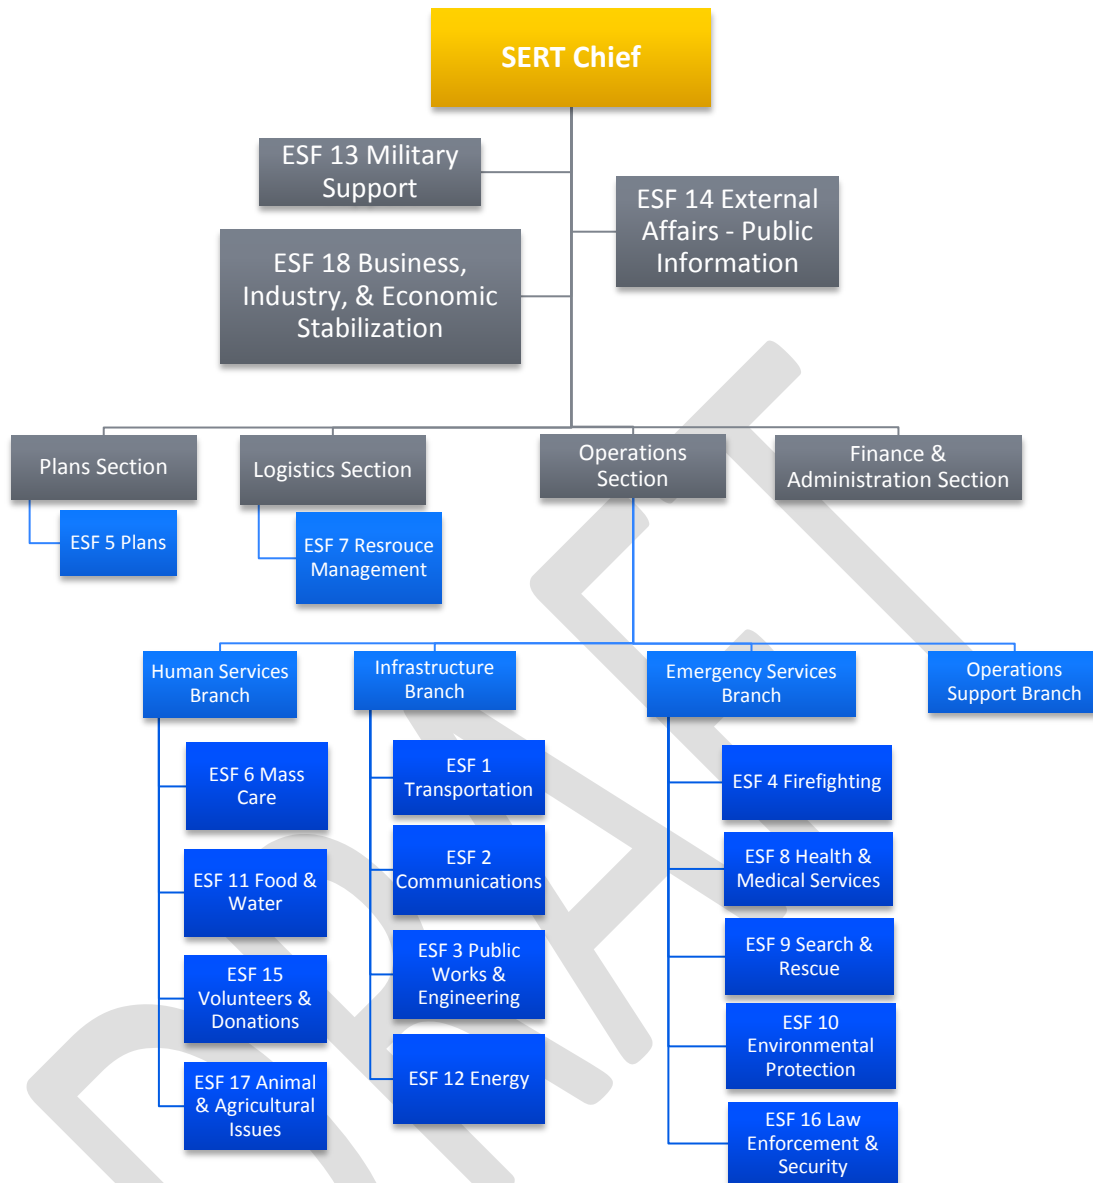 SERT Chief
ESF 13 Military
Support
ESF 14 External
Affairs - Public
Information
ESF 18 Business,
Industry, & Economic
Stabilization
Plans Section
Logistics Section
Operations
Section
Finance &
Administration Section
ESF 5 Plans
ESF 7 Resrouce
Management
Human Services
Branch
Infrastructure
Branch
Emergency Services
Branch
Operations
Support Branch
ESF 6 Mass
Care
ESF 11 Food &
Water
ESF 15
Volunteers &
Donations
ESF 17 Animal
& Agricultural
Issues
ESF 1
Transportation
ESF 2
Communications
ESF 3 Public
Works &
Engineering
ESF 12 Energy
ESF 4 Firefighting
ESF 8 Health &
Medical Services
ESF 9 Search &
Rescue
ESF 10
Environmental
Protection
ESF 16 Law
Enforcement &
Security
DRAFT